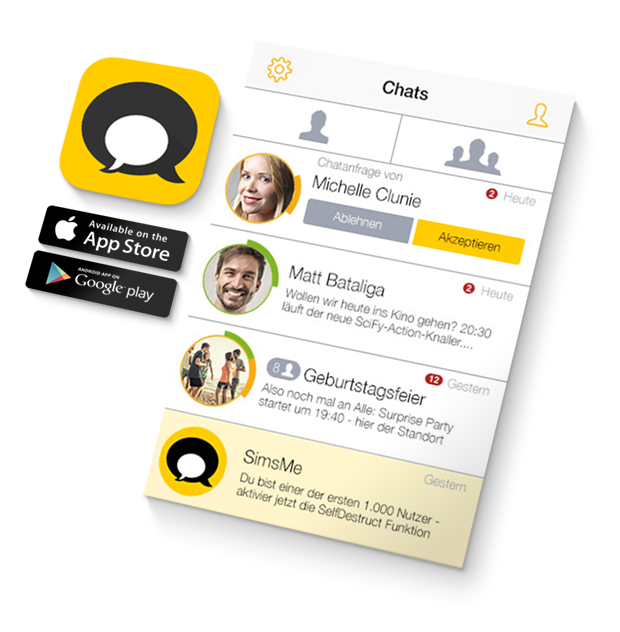 Chats
Chatanfrage von
Michelle Clunie
2 Heute
Ablehnen
Akzeptieren
Available on the
App Store
ANDROID APP ON
Google play
Matt Bataliga
2 Heute
Wollen wir heute ins Kino gehen? 20:30
läuft der neue SciFy-Action-Knaller....
8
Geburtstagsfeier
12 Gestern
Also noch mal an Alle: Surprise Party
startet um 19:40 - hier der Standort
SimsMe
Gestern
Du bist einer der ersten 1.000 Nutzer -
aktivier jetzt die SelfDestruct Funktion